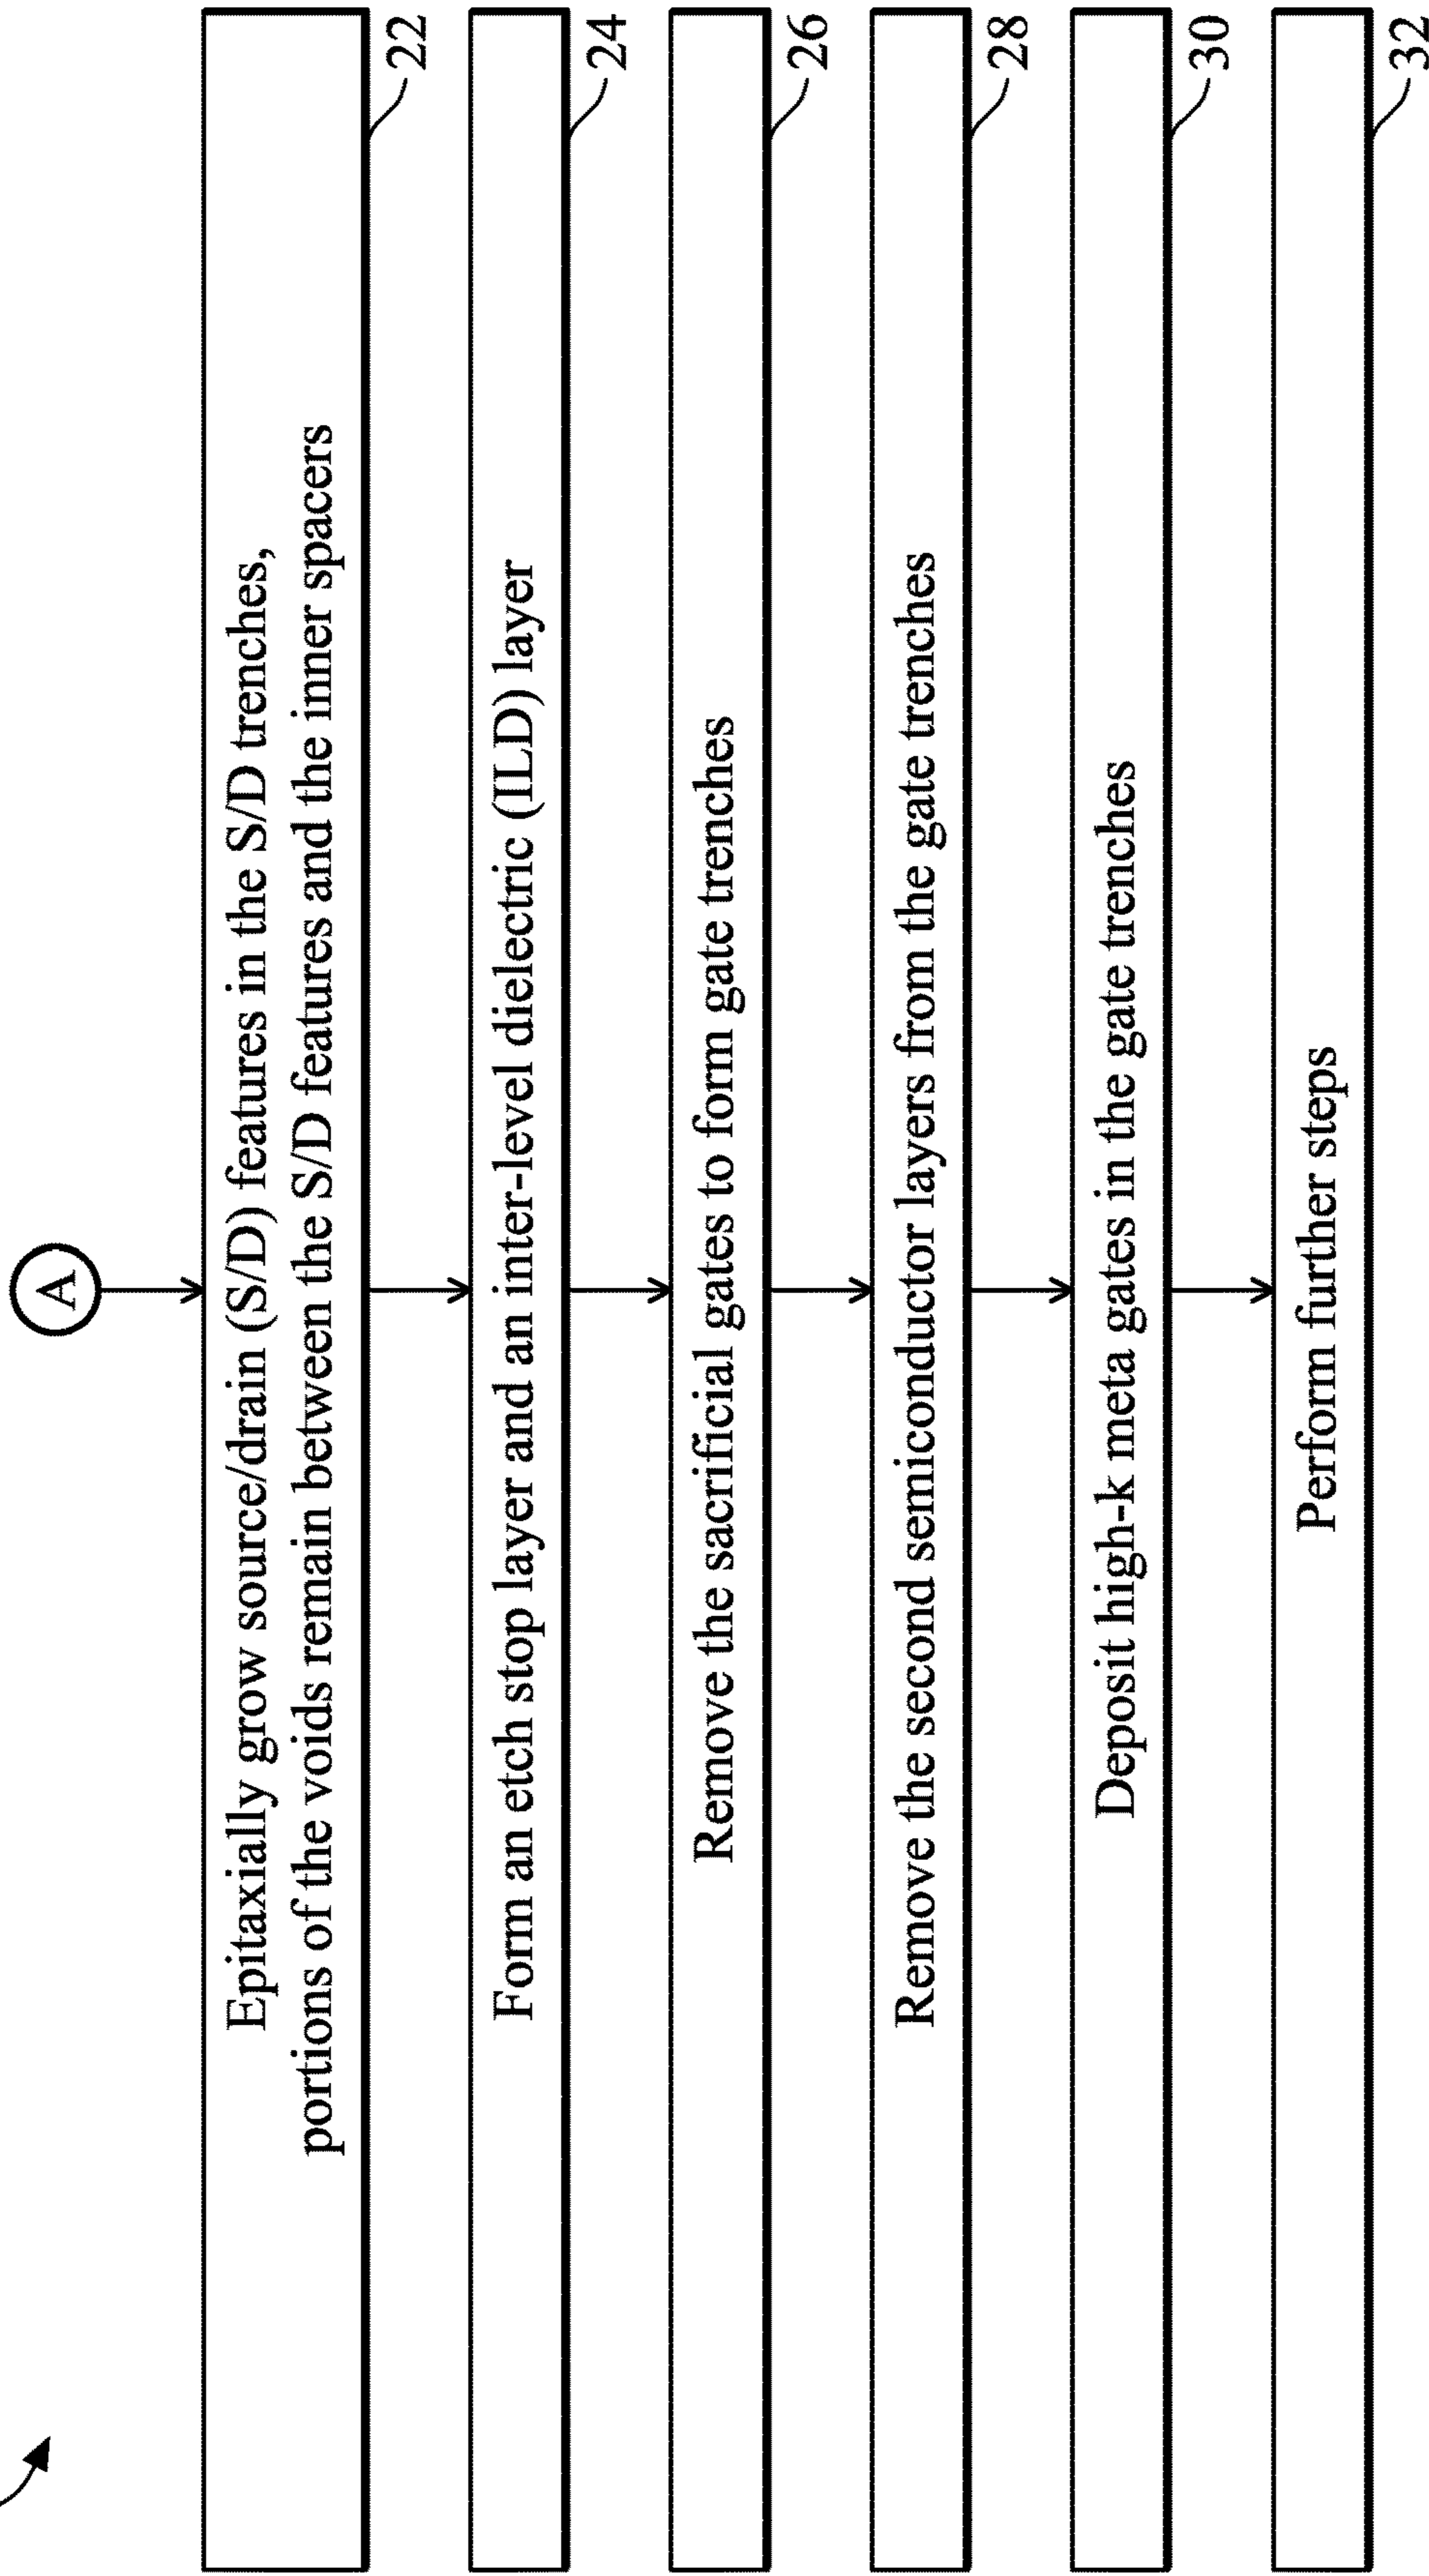 A
Epitaxially grow source/drain (S/D) features in the S/D trenches,
portions of the voids remain between the S/D features and the inner spacers
22
Form an etch stop layer and an inter-level dielectric (ILD) layer
24
Remove the sacrificial gates to form gate trenches
26
Remove the second semiconductor layers from the gate trenches
28
Deposit high-k meta gates in the gate trenches
30
Perform further steps
32